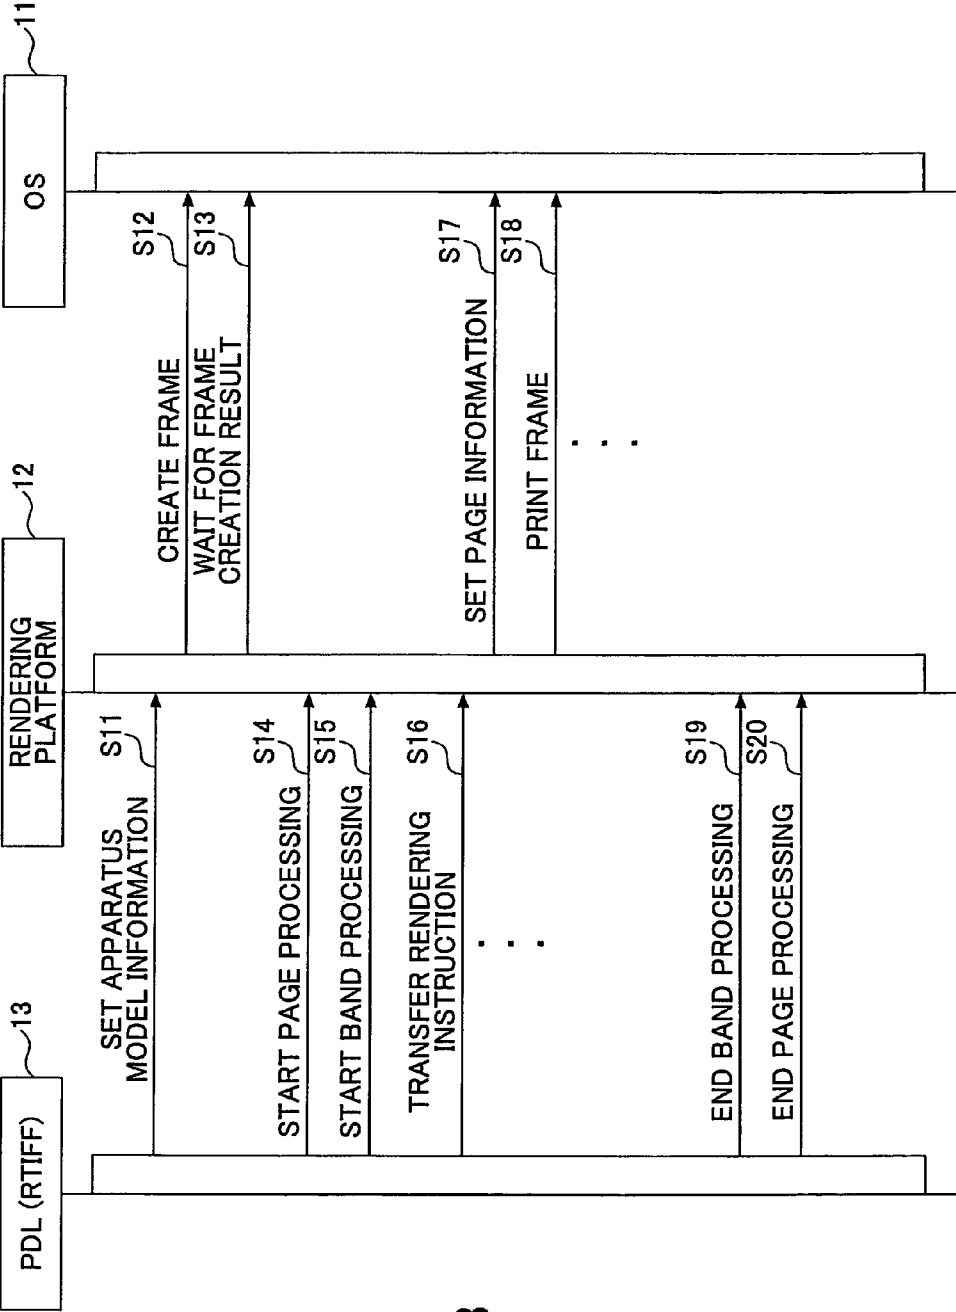 PDL (RTIFF)
13
RENDERING
PLATFORM
12
OS
11
SET APPARATUS
MODEL INFORMATION
S11
CREATE FRAME
S12
WAIT FOR FRAME
CREATION RESULT
S13
START PAGE PROCESSING
S14
START BAND PROCESSING
S15
TRANSFER RENDERING
INSTRUCTION
S16
. . .
SET PAGE INFORMATION
S17
PRINT FRAME
S18
. . .
END BAND PROCESSING
S19
END PAGE PROCESSING
S20